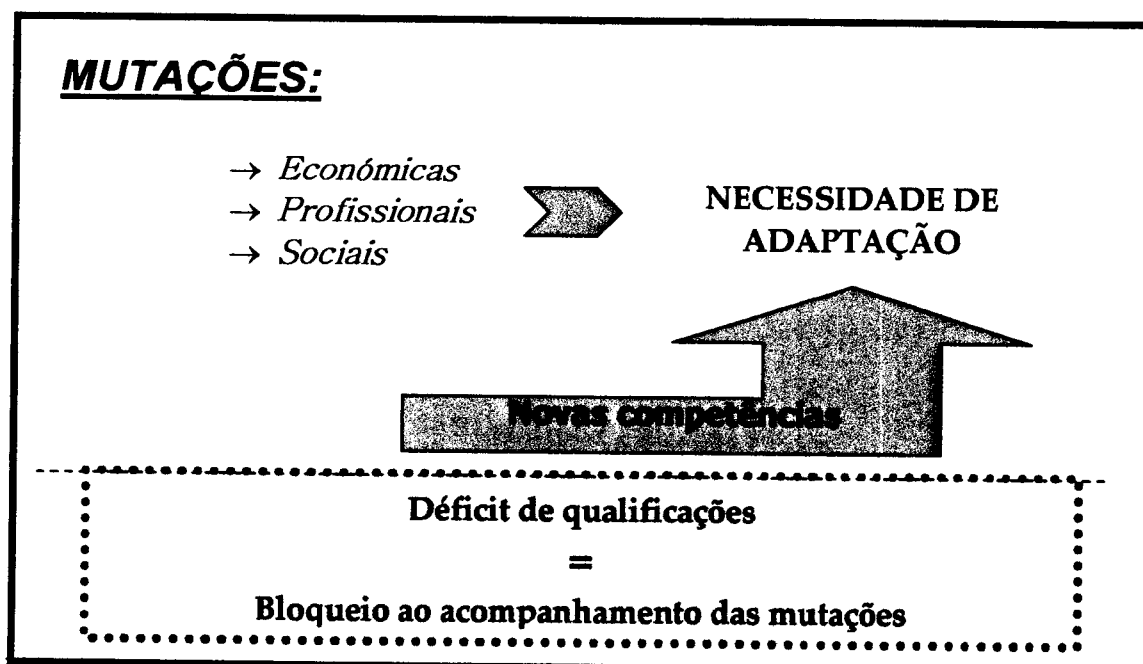 MUTAÇÕES:
→ Económicas
→ Profissionais
→ Sociais
NECESSIDADE DE
ADAPTAÇÃO
Novas competências
Déficit de qualificações
=
Bloqueio ao acompanhamento das mutações